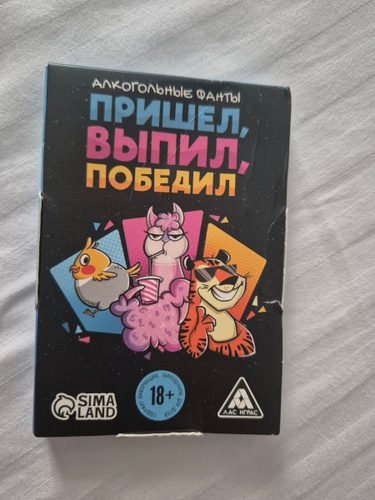 АЛКОГОЛЬНЫЕ ФАНТЫ
ПРИШЕЛ,
ВЫПИЛ,
ПОБЕДИЛ
SIMA
LAND
18+
ЛАС ИГРАС